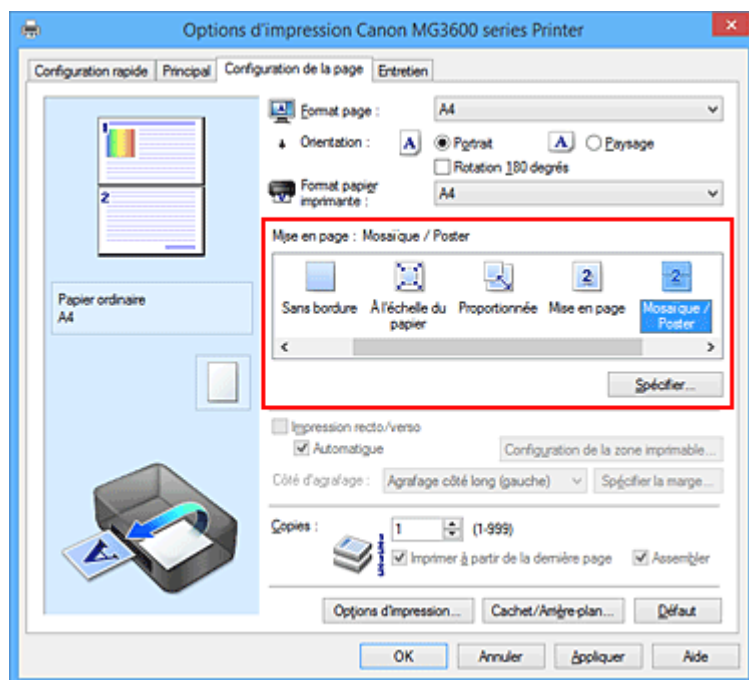 Options d'impression Canon MG3600 series Printer
Configuration rapide Principal Configuration de la page Entretien
1
2
Papier ordinaire
A4
Format page : A4
Orientation : A Portrait A Paysage
Rotation 180 degrés
Format papier imprimante : A4
Mise en page : Mosaïque / Poster
2 2
Sans bordure À l'échelle du papier Proportionnée Mise en page Mosaïque / Poster
Spécifier...
Impression recto/verso
Automatique Configuration de la zone imprimable...
Côté d'agrafage : Agrafage côté long (gauche) Spécifier la marge...
Copies : 1 (1-999)
Imprimer à partir de la dernière page Assembler
A
Options d'impression... Cachet/Arrière-plan... Défaut
OK Annuler Appliquer Aide